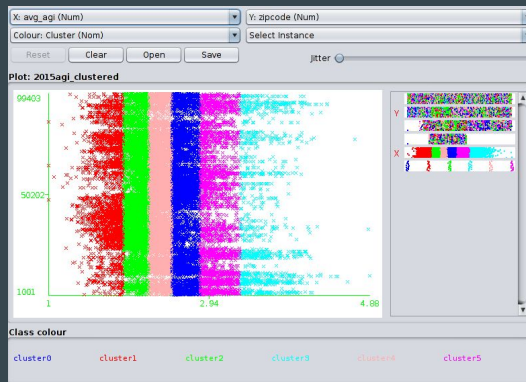 X: avg_agi (Num)
Y: zipcode (Num)
Colour: Cluster (Nom)
Select Instance
Reset
Clear
Open
Save
Jitter
Plot: 2015agi_clustered
99403
50202
1001
1
2.94
4.88
Y
X
Class colour
cluster0
cluster1
cluster2
cluster3
cluster4
cluster5